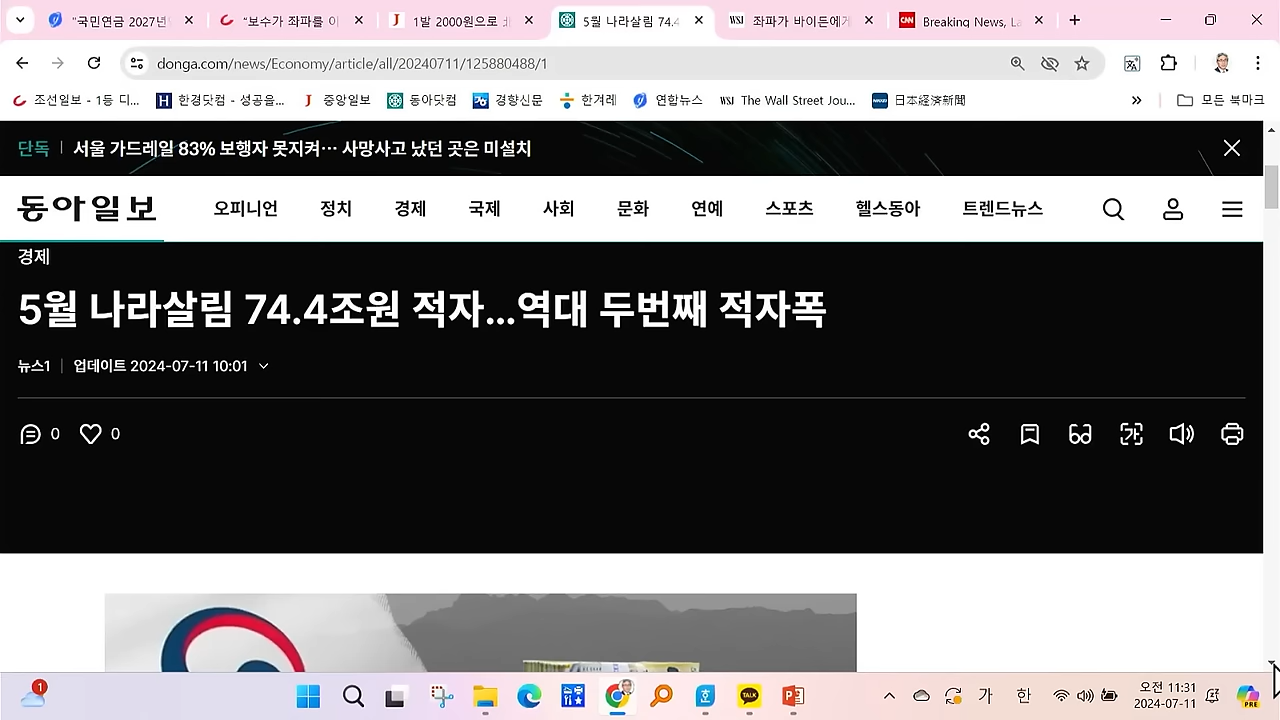 "국민연금 2027년
"보수가 좌파를 이
1발 2000원으로 北
5월 나라살림 74.4
좌파가 바이든에게
Breaking News, La
donga.com/news/Economy/article/all/20240711/125880488/1
조선일보 - 1등 디...
한경닷컴 - 성공을...
중앙일보
동아닷컴
경향신문
한겨레
연합뉴스
The Wall Street Jou...
日本経済新聞
모든 북마크
단독 서울 가드레일 83% 보행자 못지켜… 사망사고 났던 곳은 미설치
동아일보
오피니언
정치
경제
국제
사회
문화
연예
스포츠
헬스동아
트렌드뉴스
경제
5월 나라살림 74.4조원 적자…역대 두번째 적자폭
뉴스1 업데이트 2024-07-11 10:01
0
0
가
1
TALK
가
한
오전 11:31
2024-07-11
PRE